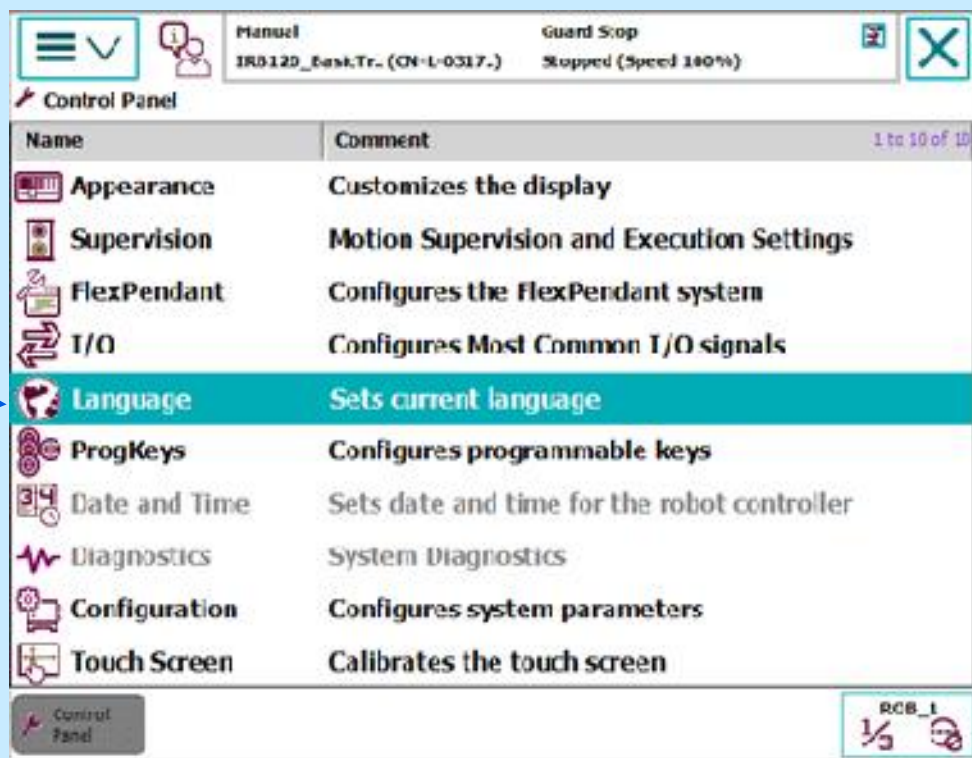 Manual
Guard Stop
IRB120_Bask.Tr.. (CN-L-0317..)
Stopped (Speed 100%)
Control Panel
Name Comment 1 to 10 of 10
Appearance Customizes the display
Supervision Motion Supervision and Execution Settings
FlexPendant Configures the FlexPendant system
I/O Configures Most Common I/O signals
Language Sets current language
ProgKeys Configures programmable keys
Date and Time Sets date and time for the robot controller
Diagnostics System Diagnostics
Configuration Configures system parameters
Touch Screen Calibrates the touch screen
Control
Panel
ROB_1